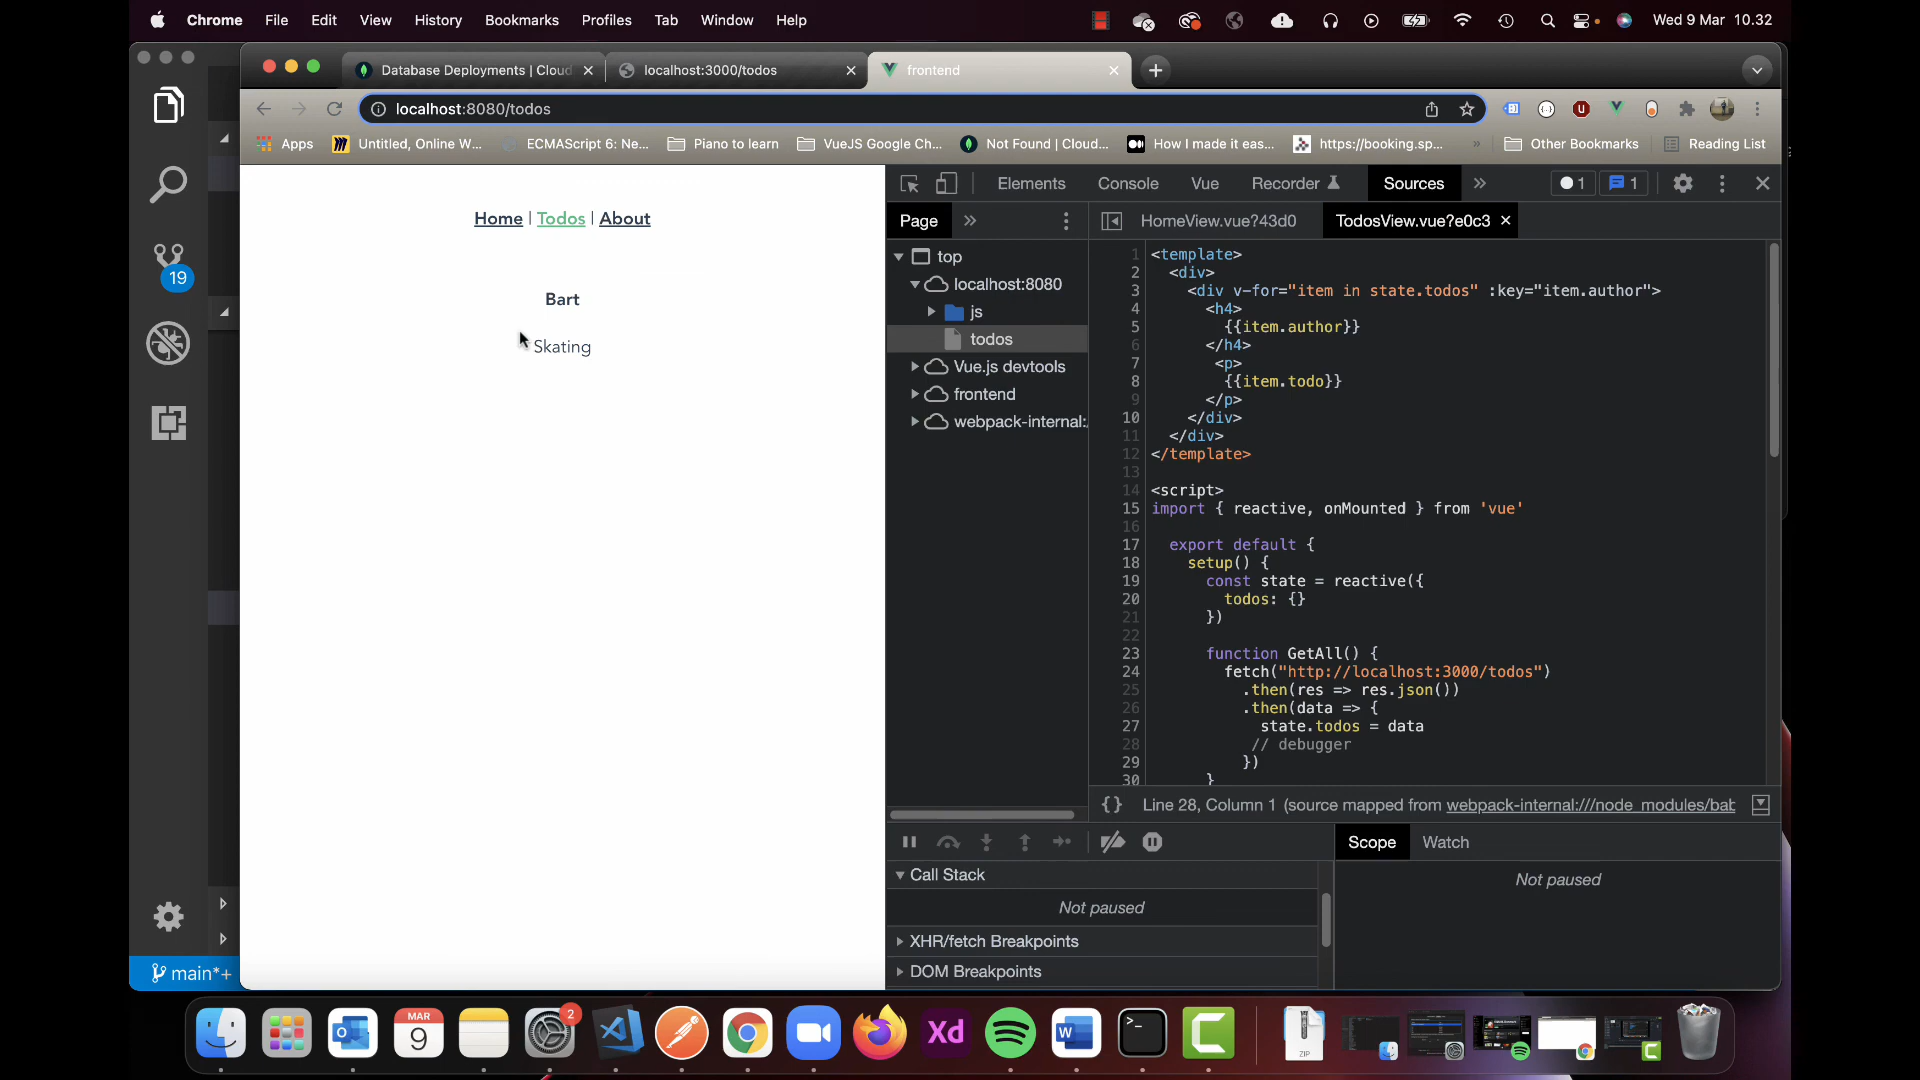 Chrome File Edit View History Bookmarks Profiles Tab Window Help Wed 9 Mar 10.32
Database Deployments | Cloud
localhost:3000/todos
frontend
localhost:8080/todos
Apps Untitled, Online W... ECMAScript 6: Ne... Piano to learn VueJS Google Ch... Not Found | Cloud... How I made it eas... https://booking.sp... » Other Bookmarks Reading List
19
main*+
Home | Todos | About
Bart
Skating
Elements Console Vue Recorder Sources » 1 1
Page »
top
localhost:8080
js
todos
Vue.js devtools
frontend
webpack-internal:/
HomeView.vue?43d0 TodosView.vue?e0c3
1 <template>
2 <div>
3 <div v-for="item in state.todos" :key="item.author">
4 <h4>
5 {{item.author}}
6 </h4>
7 <p>
8 {{item.todo}}
9 </p>
10 </div>
11 </div>
12 </template>
13
14 <script>
15 import { reactive, onMounted } from 'vue'
16
17 export default {
18 setup() {
19 const state = reactive({
20 todos: {}
21 })
22
23 function GetAll() {
24 fetch("http://localhost:3000/todos")
25 .then(res => res.json())
26 .then(data => {
27 state.todos = data
28 // debugger
29 })
30 }
{} Line 28, Column 1 (source mapped from webpack-internal:///node_modules/bab
Call Stack
Not paused
XHR/fetch Breakpoints
DOM Breakpoints
Scope Watch
Not paused
MAR
9
2
Xd
ZIP